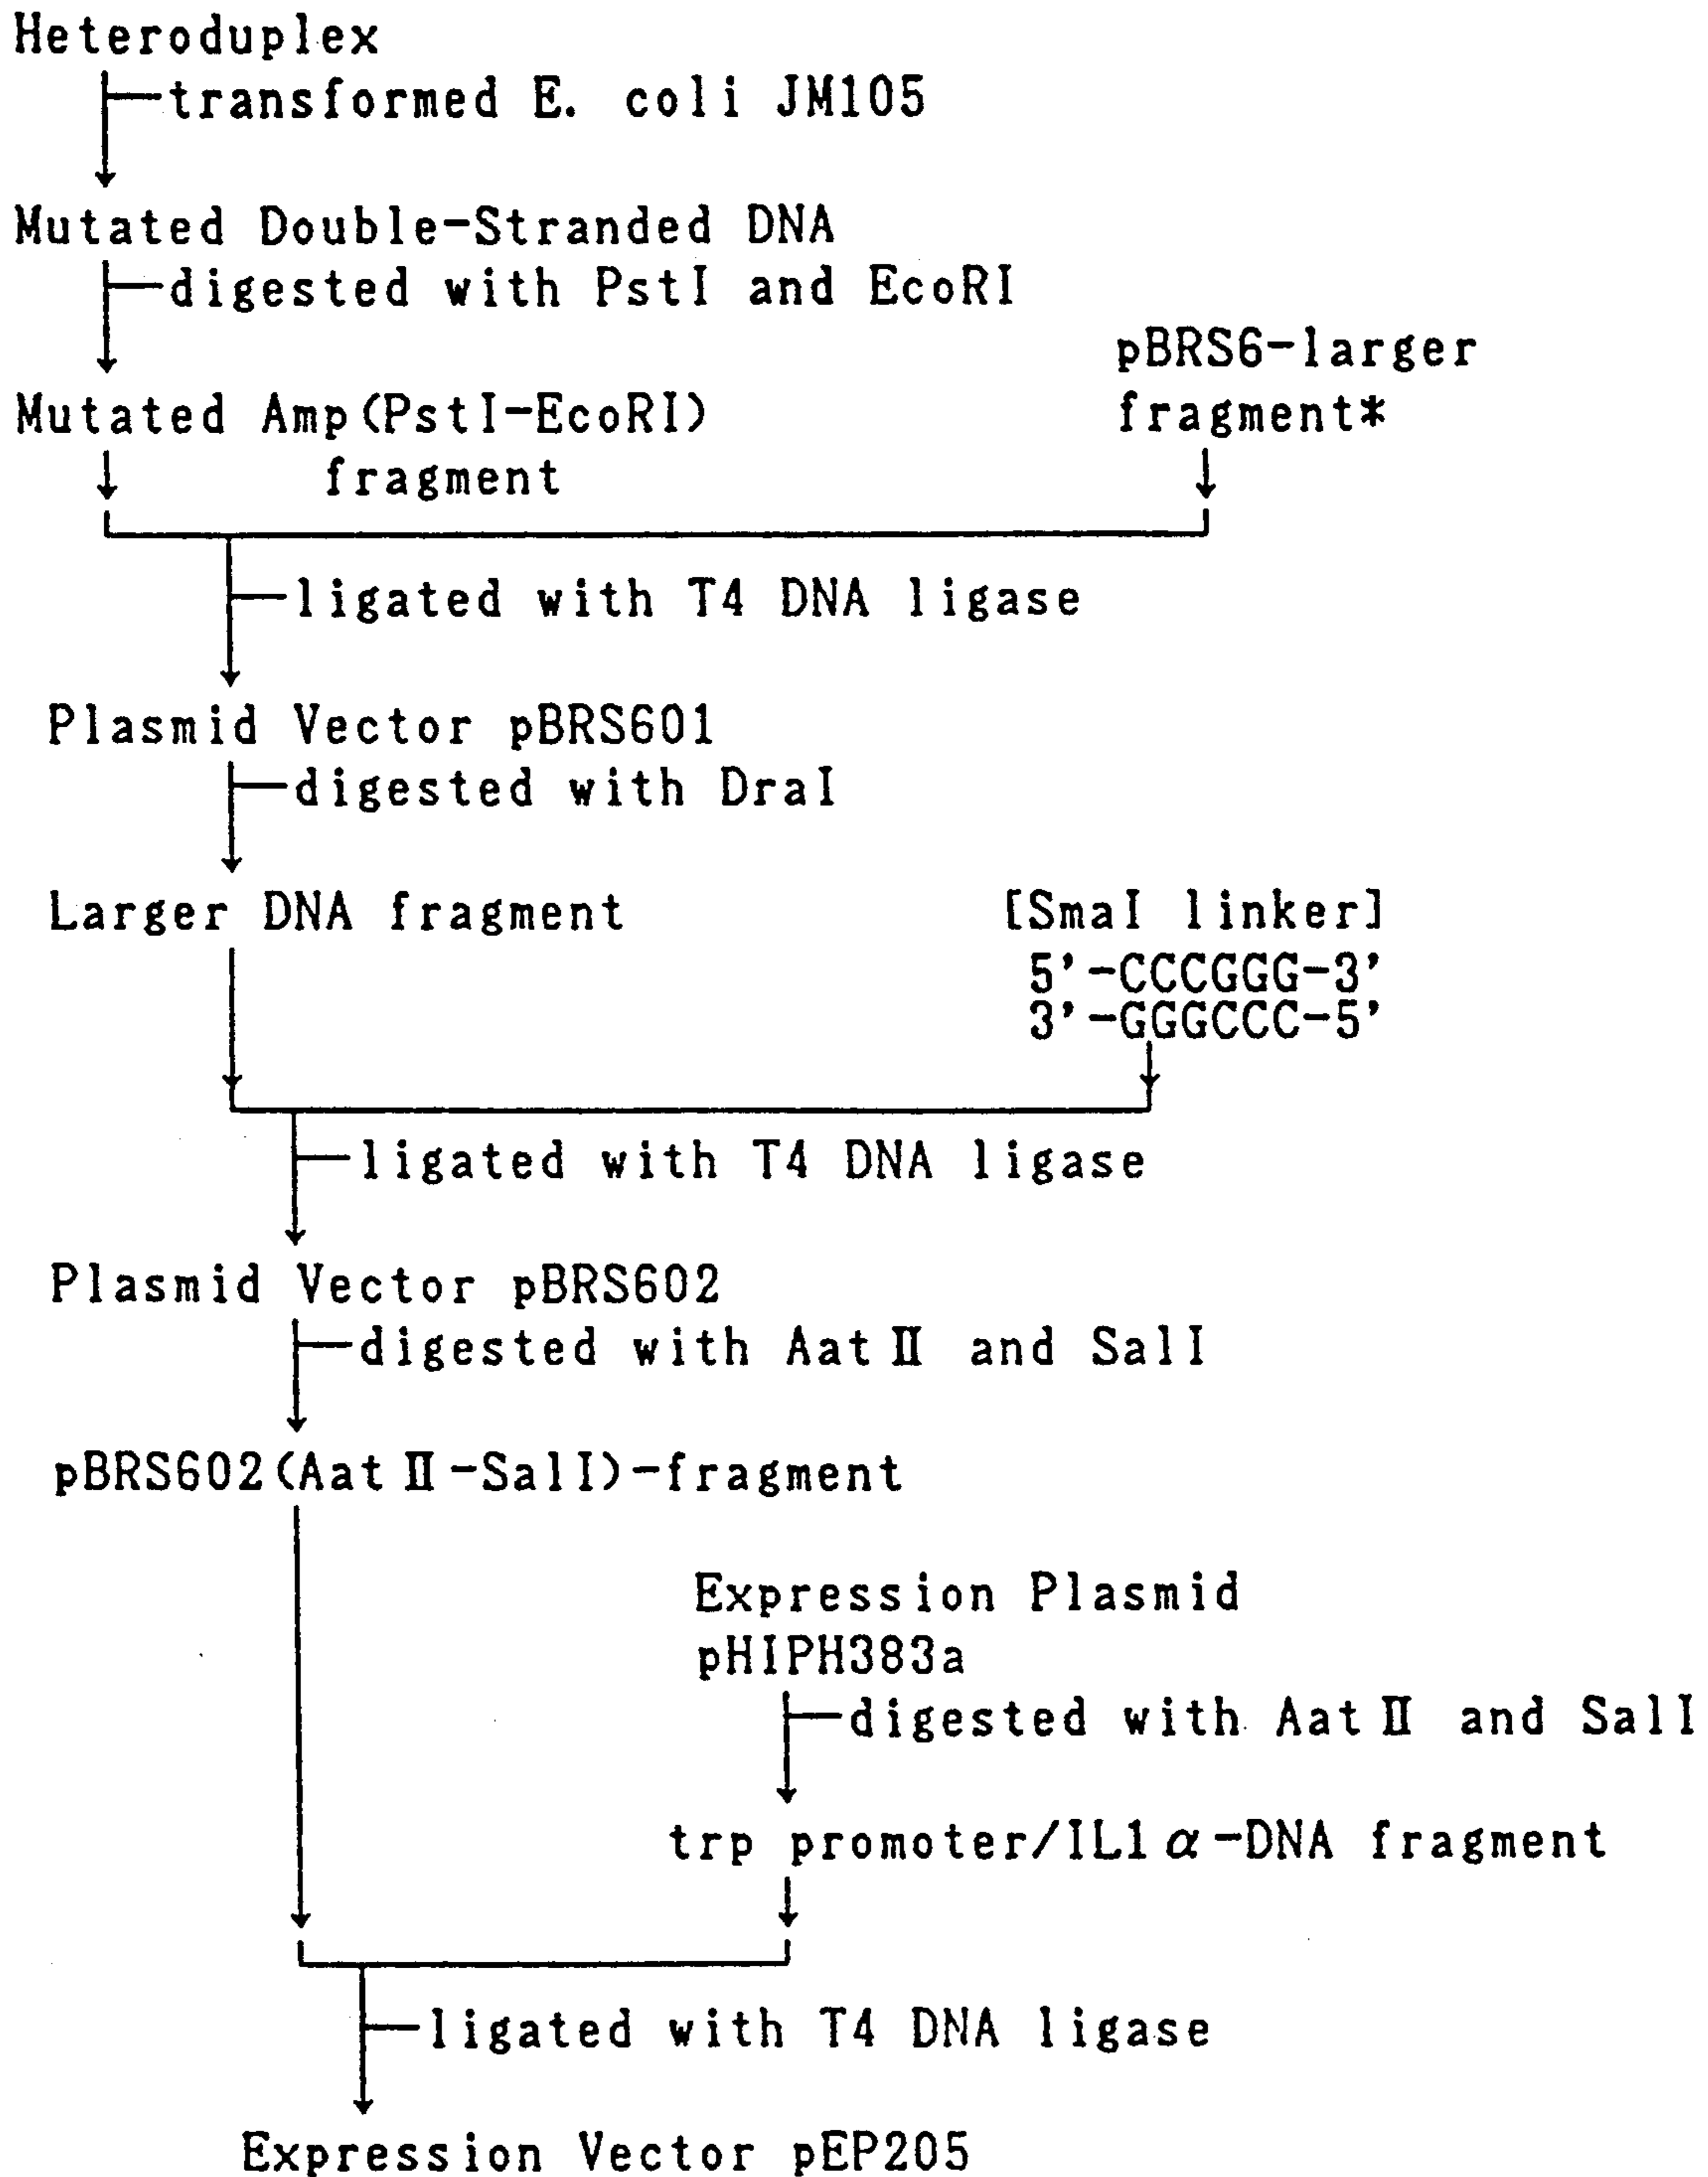 Heteroduplex
transformed E. coli JM105
Mutated Double-Stranded DNA
digested with PstI and EcoRI
pBRS6-larger
fragment*
Mutated Amp(PstI-EcoRI)
fragment
ligated with T4 DNA ligase
Plasmid Vector pBRS601
digested with DraI
Larger DNA fragment
[SmaI linker]
5'-CCCGGG-3'
3'-GGGCCC-5'
ligated with T4 DNA ligase
Plasmid Vector pBRS602
digested with AatⅡ and SalI
pBRS602(AatⅡ-SalI)-fragment
Expression Plasmid
pHIPH383a
digested with AatⅡ and SalI
trp promoter/IL1α-DNA fragment
ligated with T4 DNA ligase
Expression Vector pEP205